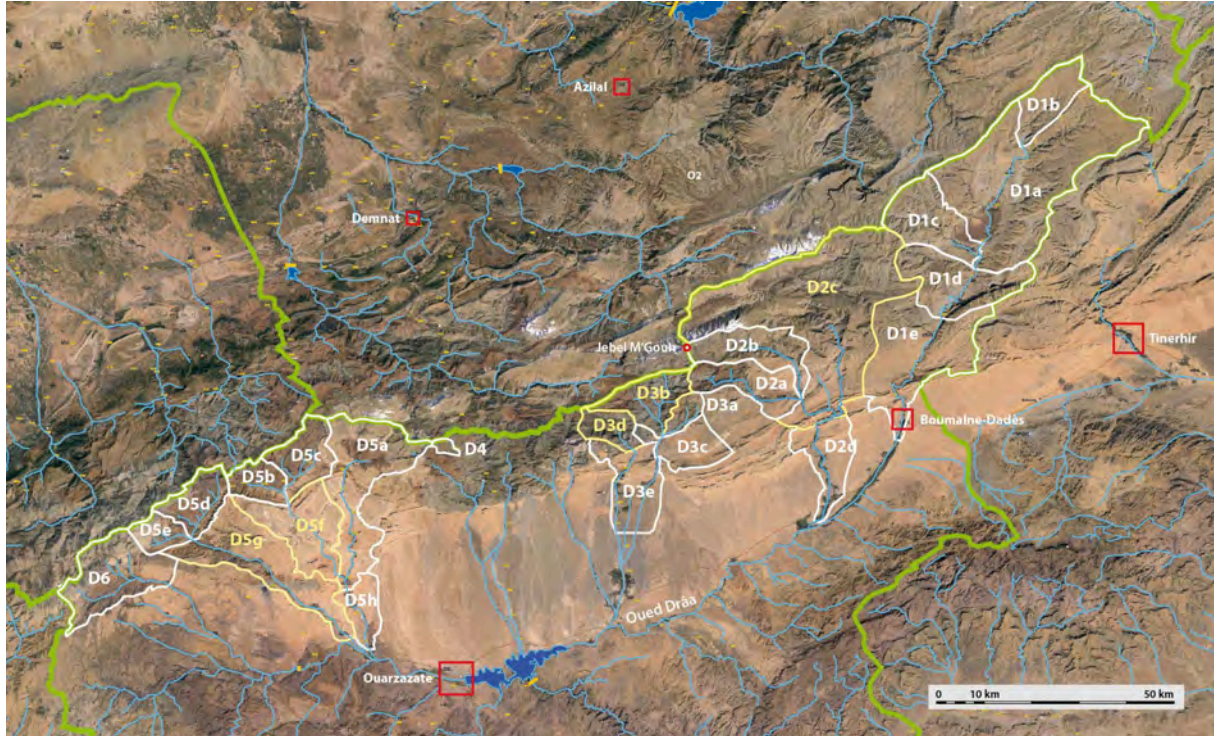 Azilal
D1b
O2
D1a
Demnat
D1c
D1d
D2c
D1e
Tinerhir
Jebel M'Goun
D2b
D2a
D3b
D3a
Boumalne-Dadès
D3d
D5a
D4
D5c
D3c
D2d
D5b
D3e
D5d
D5f
D5e
D5g
D6
D5h
Oued Drâa
Ouarzazate
0 10 km 50 km